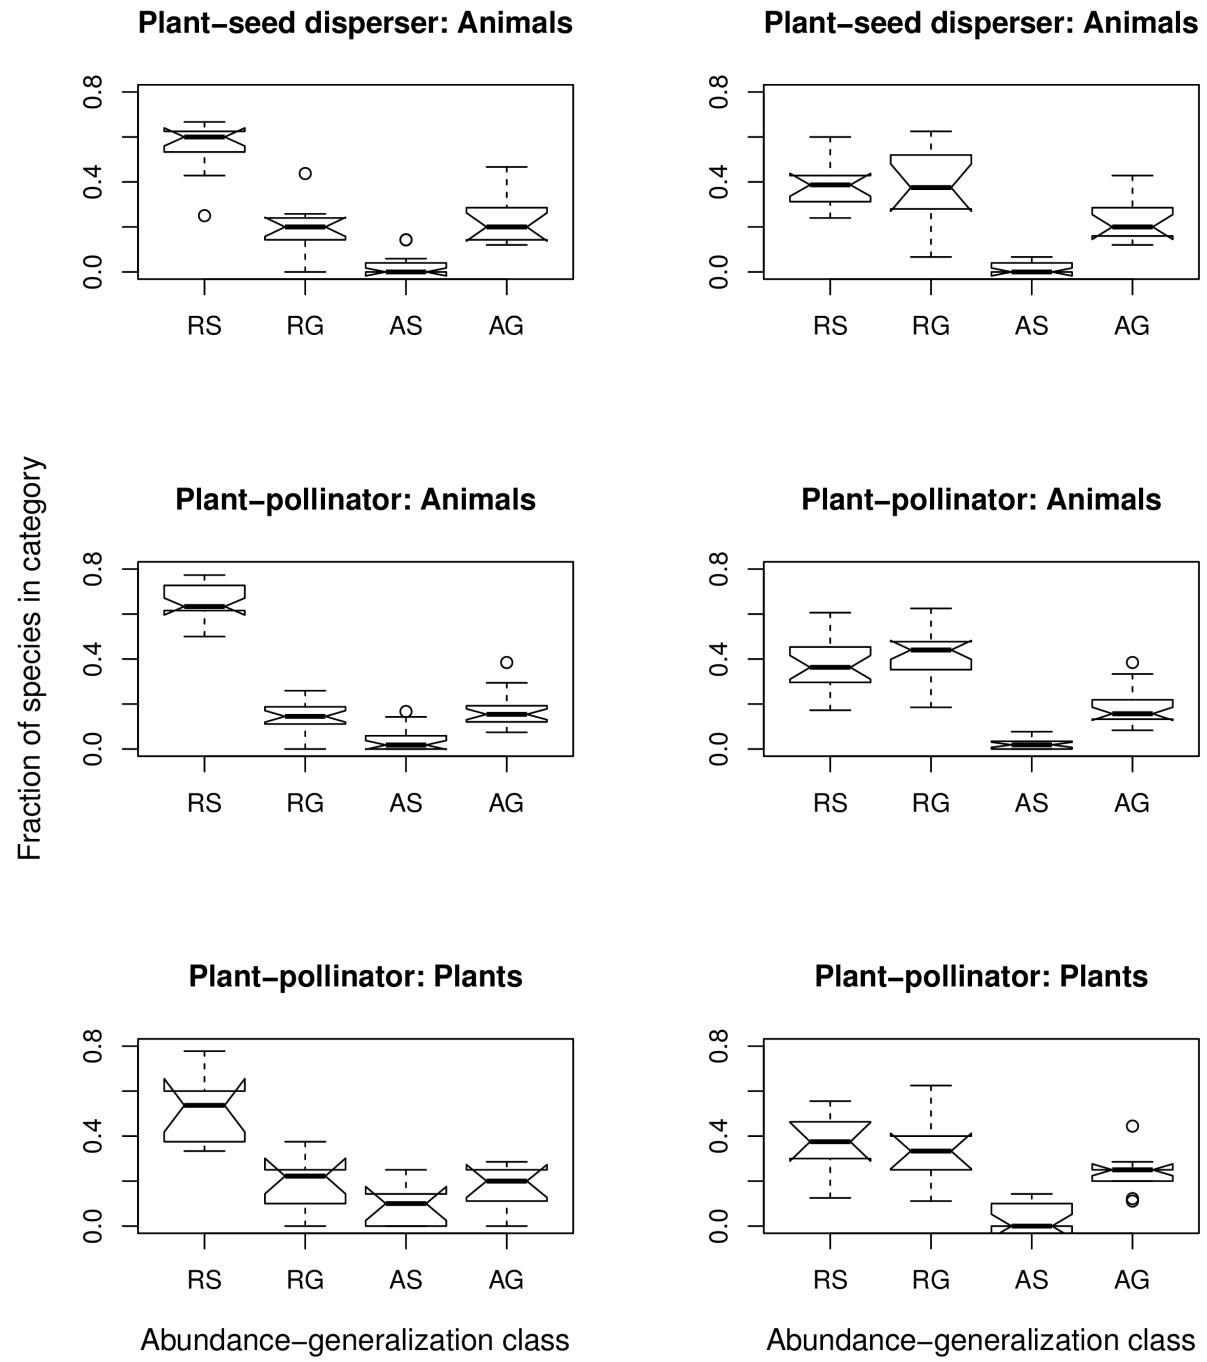 Plant−seed disperser: Animals
0.0 0.4 0.8
RS RG AS AG
Plant−seed disperser: Animals
0.0 0.4 0.8
RS RG AS AG
Fraction of species in category
Plant−pollinator: Animals
0.0 0.4 0.8
RS RG AS AG
Plant−pollinator: Animals
0.0 0.4 0.8
RS RG AS AG
Plant−pollinator: Plants
0.0 0.4 0.8
RS RG AS AG
Abundance−generalization class
Plant−pollinator: Plants
0.0 0.4 0.8
RS RG AS AG
Abundance−generalization class